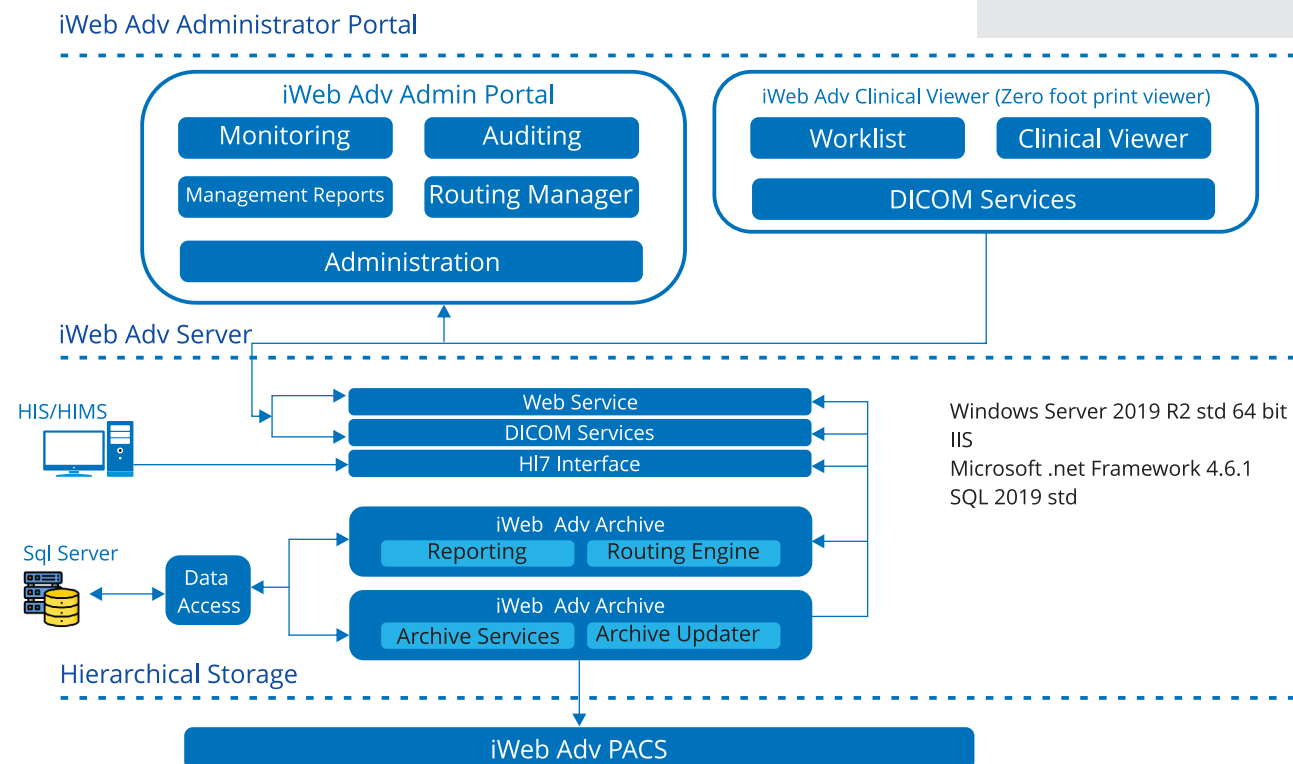 iWeb Adv Administrator Portal
iWeb Adv Admin Portal
Monitoring
Auditing
Management Reports
Routing Manager
Administration
iWeb Adv Clinical Viewer (Zero foot print viewer)
Worklist
Clinical Viewer
DICOM Services
iWeb Adv Server
HIS/HIMS
Web Service
DICOM Services
Hl7 Interface
Windows Server 2019 R2 std 64 bit
IIS
Microsoft .net Framework 4.6.1
SQL 2019 std
Sql Server
Data
Access
iWeb Adv Archive
Reporting
Routing Engine
iWeb Adv Archive
Archive Services
Archive Updater
Hierarchical Storage
iWeb Adv PACS